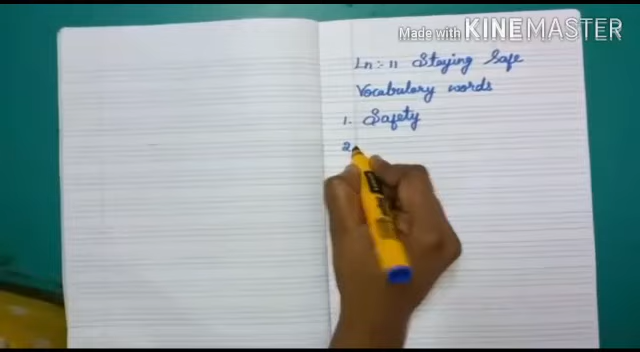 Made with KINEMASTER
Ln :- 11 Staying Safe
Vocabulary words
1. Safety
2.